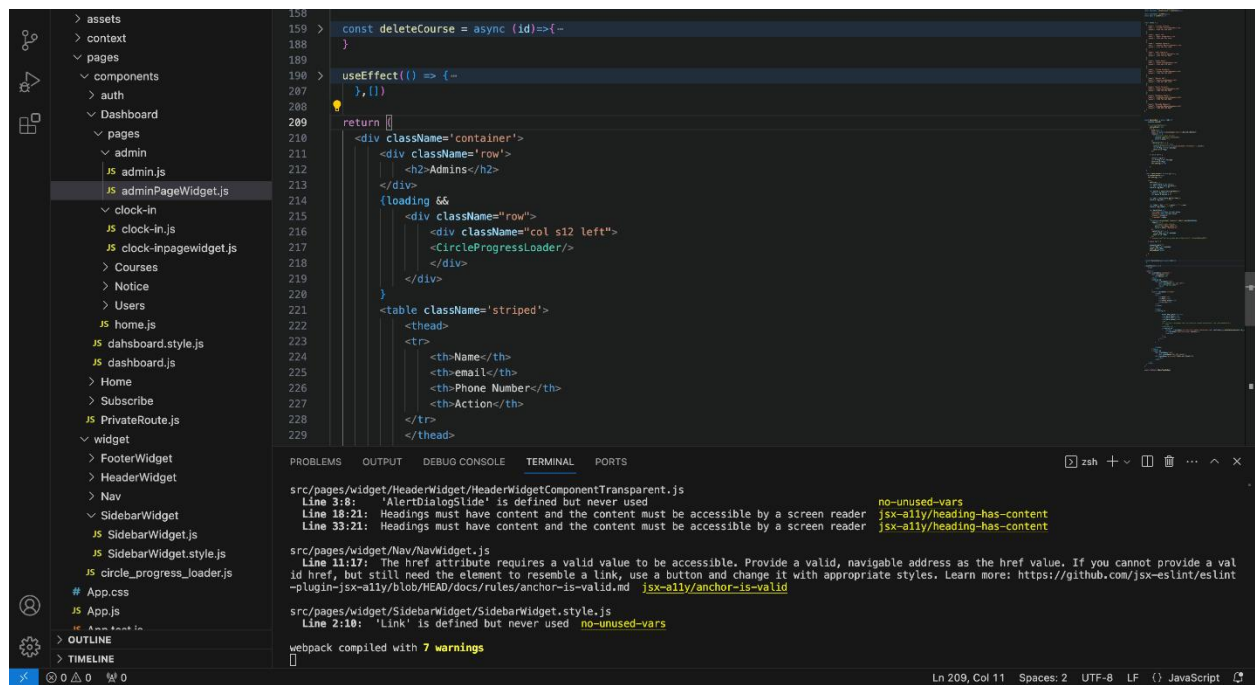 assets
context
pages
components
auth
Dashboard
pages
admin
JS admin.js
JS adminPageWidget.js
clock-in
JS clock-in.js
JS clock-inpagewidget.js
Courses
Notice
Users
JS home.js
JS dahsboard.style.js
JS dashboard.js
Home
Subscribe
JS PrivateRoute.js
widget
FooterWidget
HeaderWidget
Nav
SidebarWidget
JS SidebarWidget.js
JS SidebarWidget.style.js
JS circle_progress_loader.js
# App.css
JS App.js
OUTLINE
TIMELINE
158
159 const deleteCourse = async (id)=>{…
188 }
189
190 useEffect(() => {…
207 },[])
208
209 return (
210 <div className='container'>
211 <div className='row'>
212 <h2>Admins</h2>
213 </div>
214 {loading &&
215 <div className="row">
216 <div className="col s12 left">
217 <CircleProgressLoader/>
218 </div>
219 </div>
220 }
221 <table className='striped'>
222 <thead>
223 <tr>
224 <th>Name</th>
225 <th>email</th>
226 <th>Phone Number</th>
227 <th>Action</th>
228 </tr>
229 </thead>
PROBLEMS OUTPUT DEBUG CONSOLE TERMINAL PORTS zsh
src/pages/widget/HeaderWidget/HeaderWidgetComponentTransparent.js
Line 3:8: 'AlertDialogSlide' is defined but never used no-unused-vars
Line 18:21: Headings must have content and the content must be accessible by a screen reader jsx-a11y/heading-has-content
Line 33:21: Headings must have content and the content must be accessible by a screen reader jsx-a11y/heading-has-content
src/pages/widget/Nav/NavWidget.js
Line 11:17: The href attribute requires a valid value to be accessible. Provide a valid, navigable address as the href value. If you cannot provide a val
id href, but still need the element to resemble a link, use a button and change it with appropriate styles. Learn more: https://github.com/jsx-eslint/eslint
-plugin-jsx-a11y/blob/HEAD/docs/rules/anchor-is-valid.md jsx-a11y/anchor-is-valid
src/pages/widget/SidebarWidget/SidebarWidget.style.js
Line 2:10: 'Link' is defined but never used no-unused-vars
webpack compiled with 7 warnings
0 0 0 Ln 209, Col 11 Spaces: 2 UTF-8 LF {} JavaScript